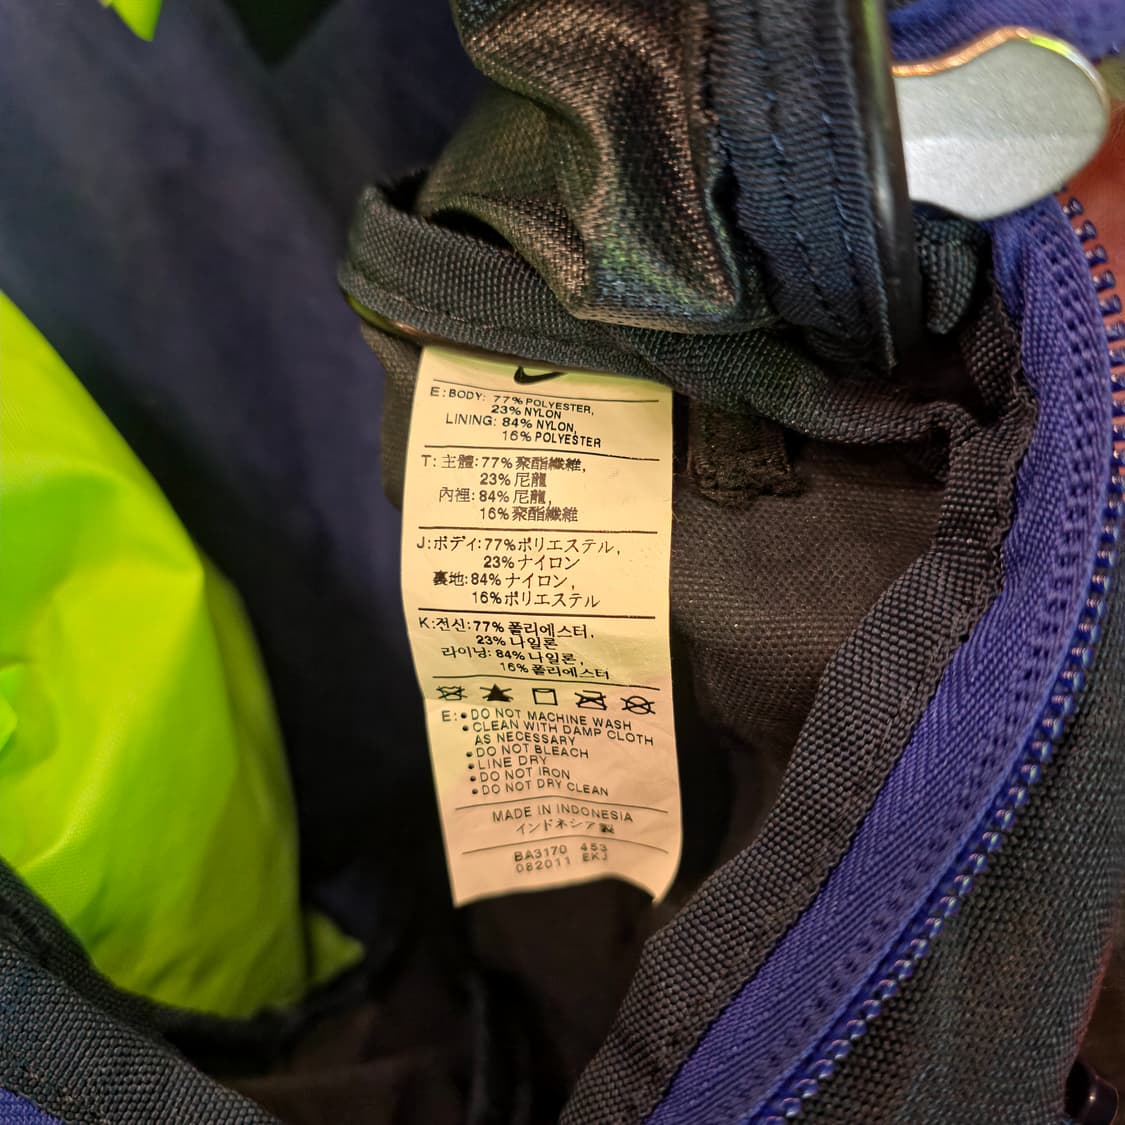 E: BODY: 77% POLYESTER,
23% NYLON
LINING: 84% NYLON,
16% POLYESTER
T: 主體: 77% 聚酯纖維,
23% 尼龍
內裡: 84% 尼龍,
16% 聚酯纖維
J: ボディ: 77% ポリエステル,
23% ナイロン
裏地: 84% ナイロン,
16% ポリエステル
K: 전신: 77% 폴리에스터,
23% 나일론
라이닝: 84% 나일론,
16% 폴리에스터
E: • DO NOT MACHINE WASH
• CLEAN WITH DAMP CLOTH
AS NECESSARY
• DO NOT BLEACH
• LINE DRY
• DO NOT IRON
• DO NOT DRY CLEAN
MADE IN INDONESIA
インドネシア製
BA3170 453
082011 EKJ